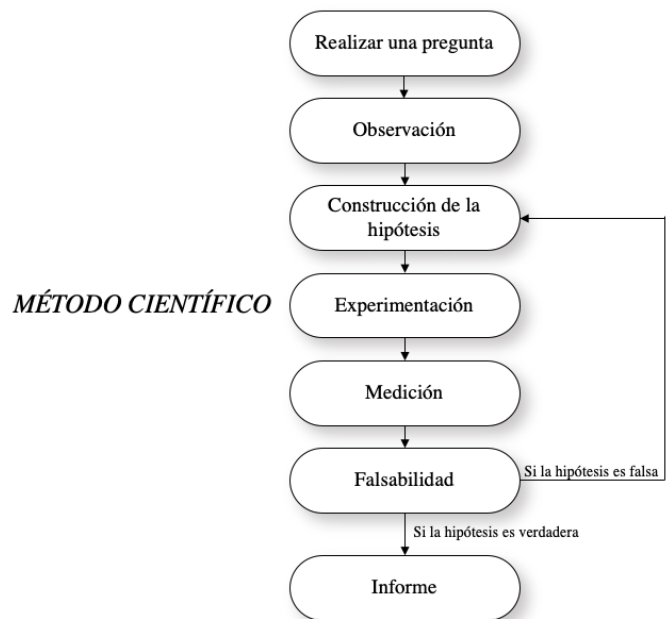 Realizar una pregunta
Observación
Construcción de la
hipótesis
MÉTODO CIENTÍFICO
Experimentación
Medición
Falsabilidad
Si la hipótesis es falsa
Si la hipótesis es verdadera
Informe